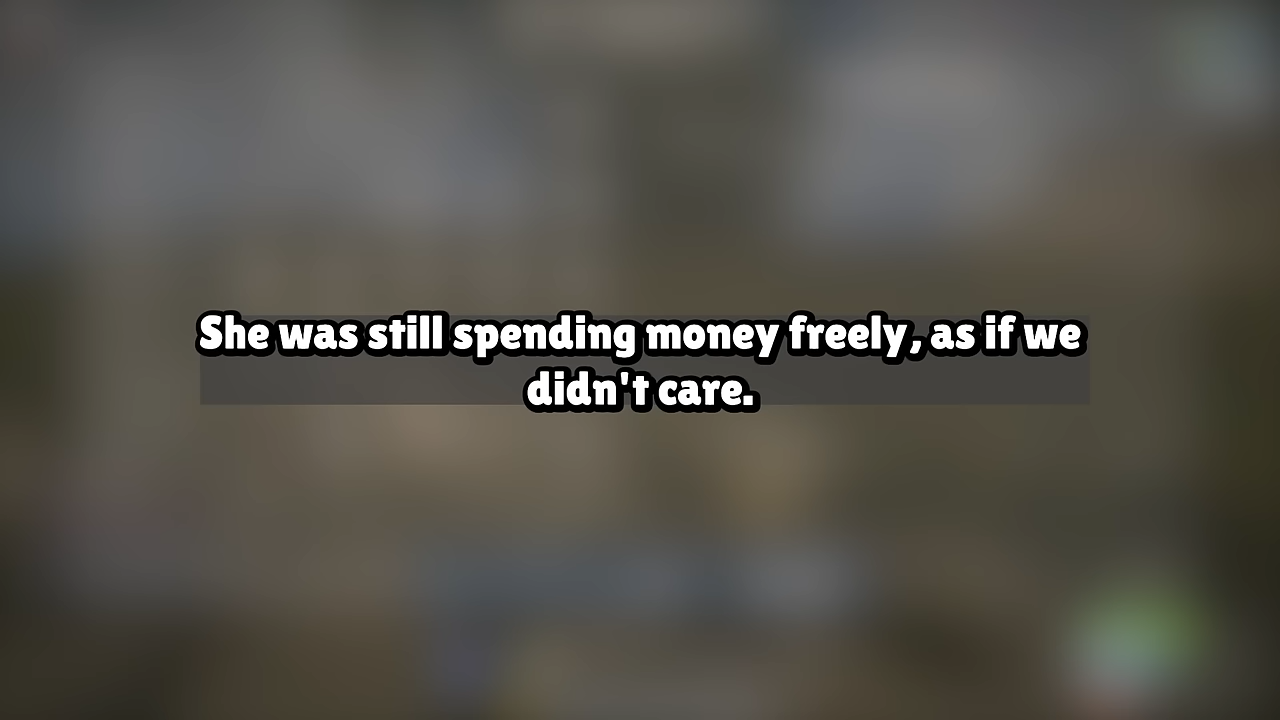 She was still spending money freely, as if we
didn't care.